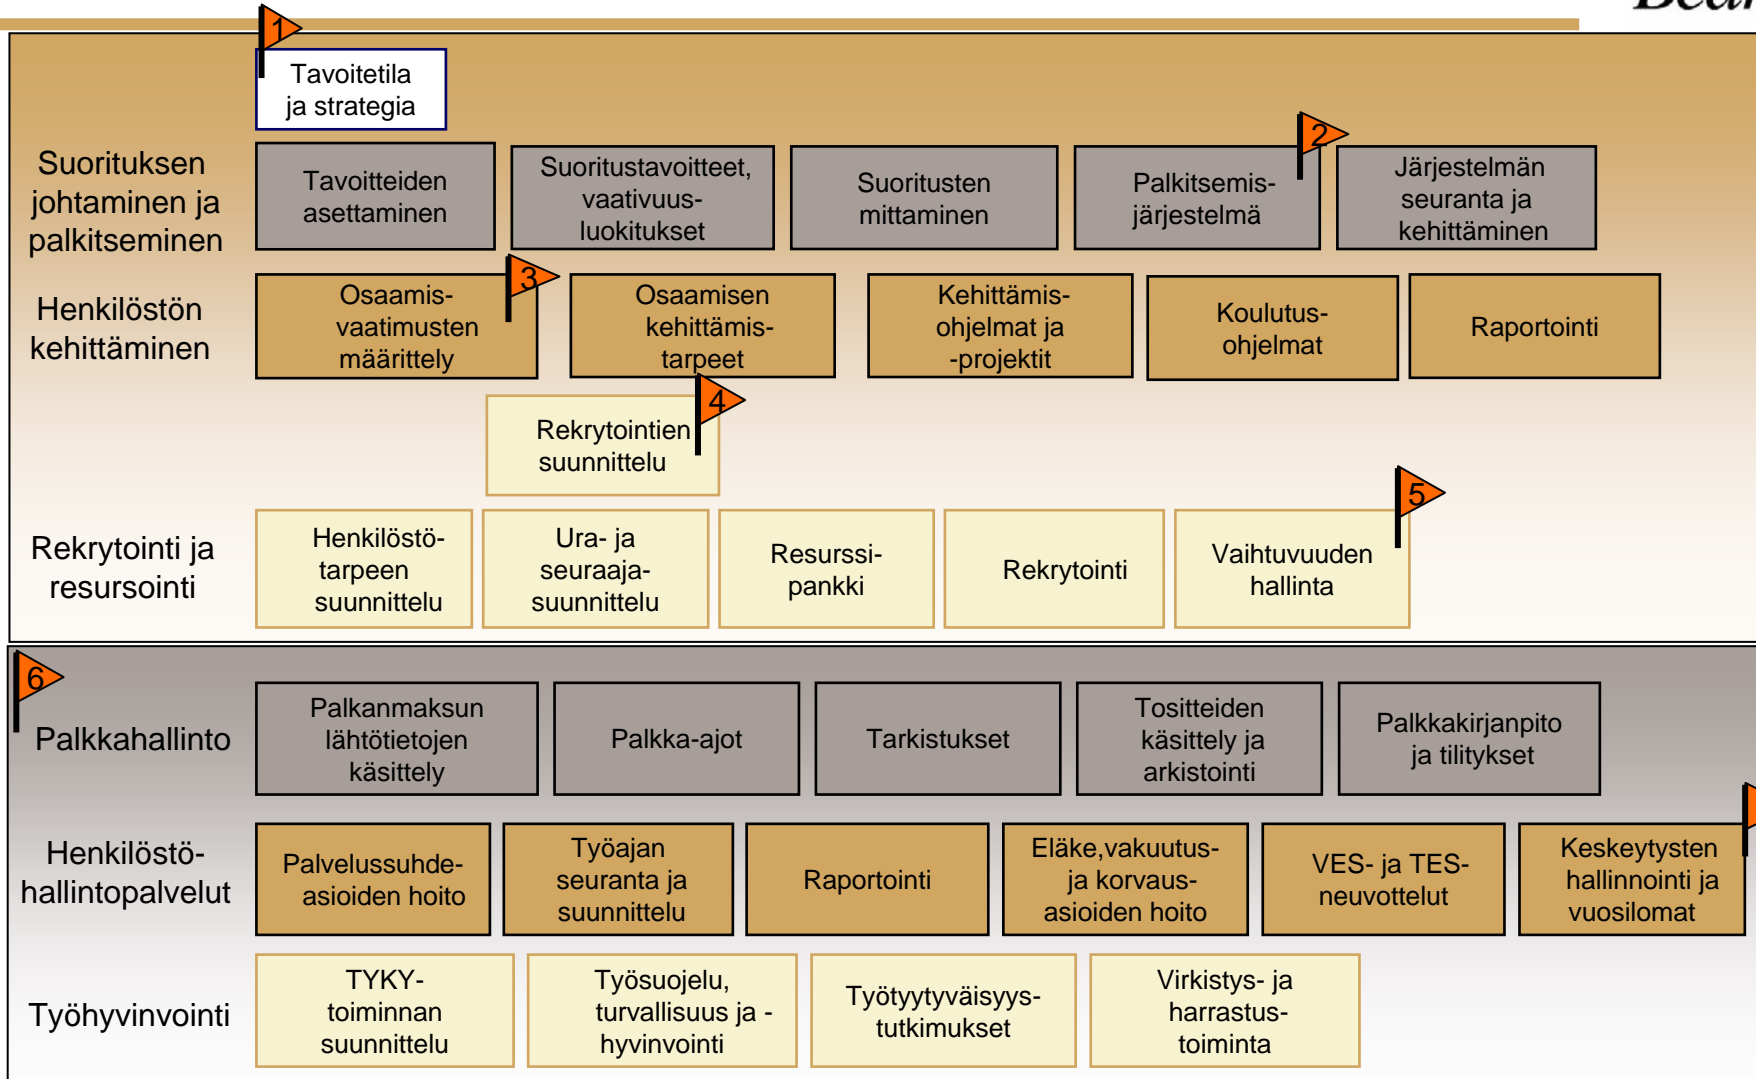 1
Tavoitetila
ja strategia
Suorituksen
johtaminen ja
palkitseminen
Tavoitteiden
asettaminen
Suoritustavoitteet,
vaativuus-
luokitukset
Suoritusten
mittaminen
2
Palkitsemis-
järjestelmä
Järjestelmän
seuranta ja
kehittäminen
Henkilöstön
kehittäminen
3
Osaamis-
vaatimusten
määrittely
Osaamisen
kehittämis-
tarpeet
Kehittämis-
ohjelmat ja
-projektit
Koulutus-
ohjelmat
Raportointi
4
Rekrytointien
suunnittelu
5
Rekrytointi ja
resursointi
Henkilöstö-
tarpeen
suunnittelu
Ura- ja
seuraaja-
suunnittelu
Resurssi-
pankki
Rekrytointi
Vaihtuvuuden
hallinta
6
Palkkahallinto
Palkanmaksun
lähtötietojen
käsittely
Palkka-ajot
Tarkistukset
Tositteiden
käsittely ja
arkistointi
Palkkakirjanpito
ja tilitykset
Henkilöstö-
hallintopalvelut
Palvelussuhde-
asioiden hoito
Työajan
seuranta ja
suunnittelu
Raportointi
Eläke,vakuutus-
ja korvaus-
asioiden hoito
VES- ja TES-
neuvottelut
Keskeytysten
hallinnointi ja
vuosilomat
Työhyvinvointi
TYKY-
toiminnan
suunnittelu
Työsuojelu,
turvallisuus ja -
hyvinvointi
Työtyytyväisyys-
tutkimukset
Virkistys- ja
harrastus-
toiminta